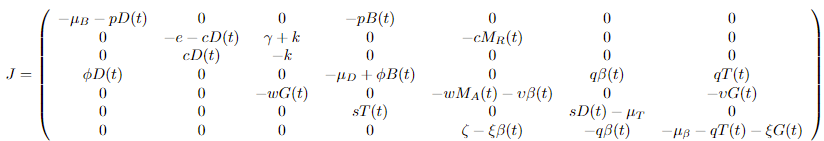 −μ_B − pD(t) 0 0 −pB(t) 0 0 0
0 −e − cD(t) γ + k 0 −cM_R(t) 0 0
0 cD(t) −k 0 0 0 0
J = ϕD(t) 0 0 −μ_D + ϕB(t) 0 qβ(t) qT(t)
0 0 −wG(t) 0 −wM_A(t) − υβ(t) 0 −υG(t)
0 0 0 sT(t) 0 sD(t) − μ_T 0
0 0 0 0 ζ − ξβ(t) −qβ(t) −μ_β − qT(t) − ξG(t)